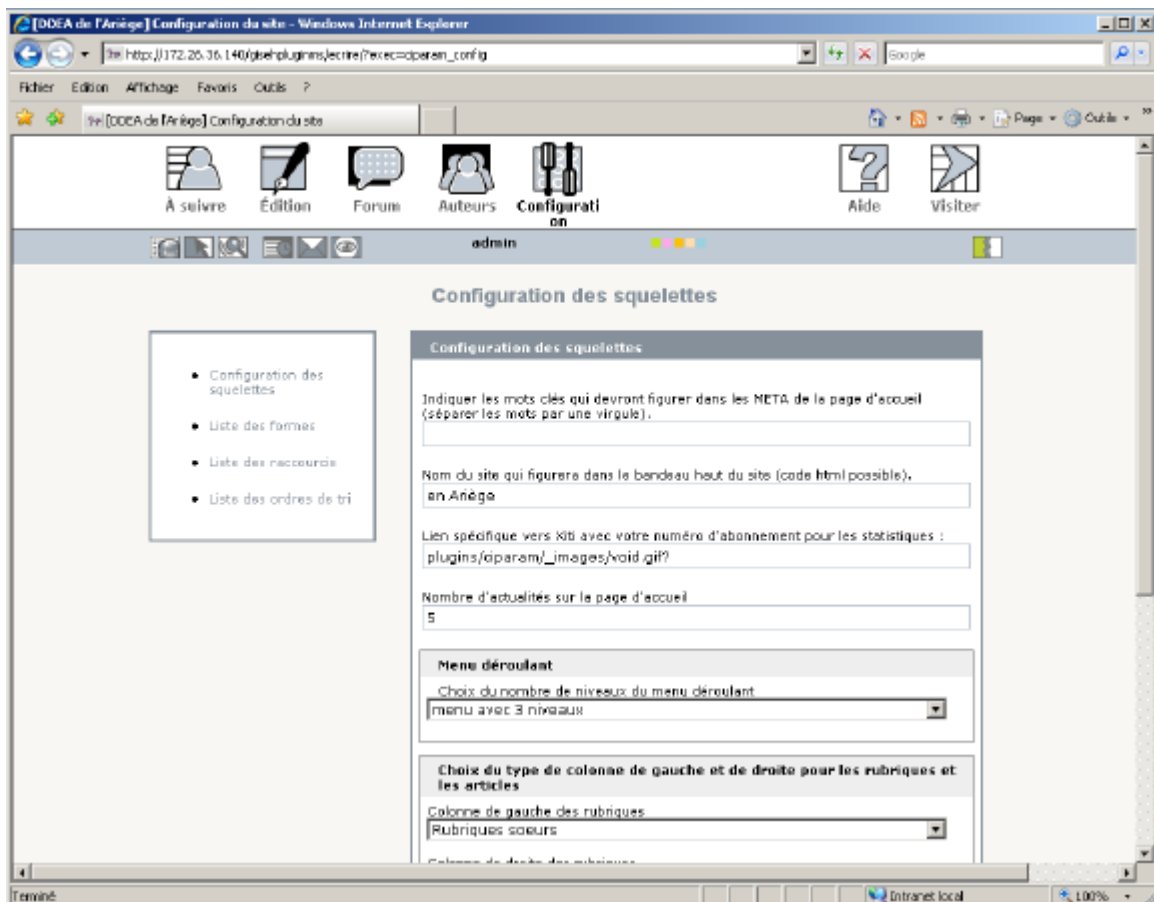 [DDEA de l'Ariège] Configuration du site - Windows Internet Explorer
http://172.26.36.140/gisehpluginms/ecrire/?exec=ciparam_config
Google
Fichier Edition Affichage Favoris Outils ?
[DDEA de l'Ariège] Configuration du site
Page Outils
À suivre Édition Forum Auteurs Configurati
on
Aide Visiter
admin
Configuration des squelettes
Configuration des squelettes
Liste des formes
Liste des raccourcis
Liste des ordres de tri
Configuration des squelettes
Indiquer les mots clés qui devront figurer dans les META de la page d'accueil
(séparer les mots par une virgule).
Nom du site qui figurera dans le bandeau haut du site (code html possible).
en Ariège
Lien spécifique vers Xiti avec votre numéro d'abonnement pour les statistiques :
plugins/ciparam/_images/void.gif?
Nombre d'actualités sur la page d'accueil
5
Menu déroulant
Choix du nombre de niveaux du menu déroulant
menu avec 3 niveaux
Choix du type de colonne de gauche et de droite pour les rubriques et
les articles
Colonne de gauche des rubriques
Rubriques soeurs
Colonne de droite des rubriques
Terminé
Intranet local
100%